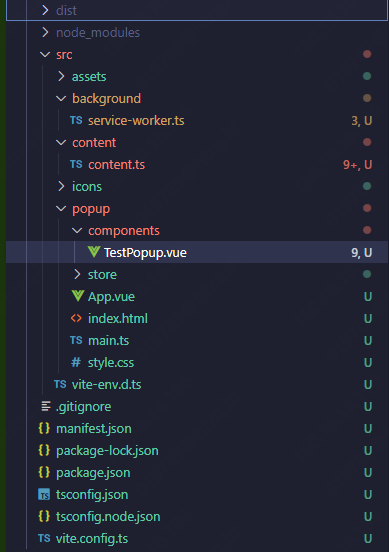 dist
node_modules
src
assets
background
TS service-worker.ts 3, U
content
TS content.ts 9+, U
icons
popup
components
TestPopup.vue 9, U
store
App.vue U
<> index.html U
TS main.ts U
# style.css U
TS vite-env.d.ts U
.gitignore U
{} manifest.json U
{} package-lock.json U
{} package.json U
TS tsconfig.json U
{} tsconfig.node.json U
TS vite.config.ts U